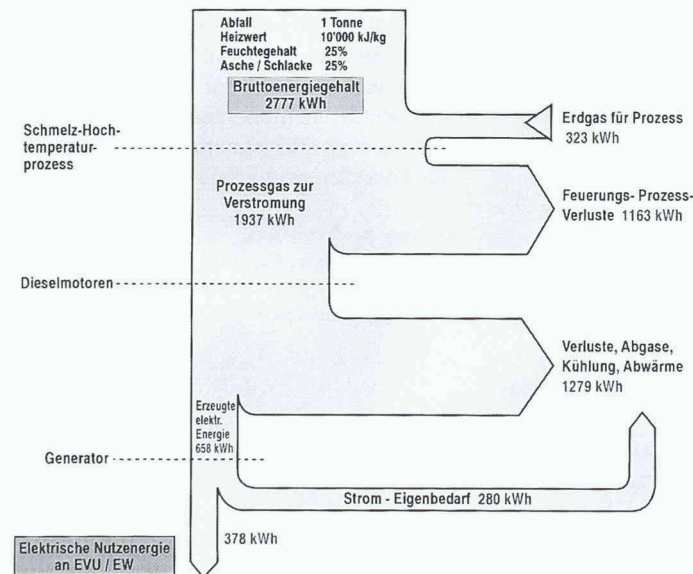 Abfall 1 Tonne
Heizwert 10'000 kJ/kg
Feuchtegehalt 25%
Asche / Schlacke 25%
Bruttoenergiegehalt
2777 kWh
Erdgas für Prozess
323 kWh
Schmelz-Hoch-
temperatur-
prozess
Prozessgas zur
Verstromung
1937 kWh
Feuerungs- Prozess-
Verluste 1163 kWh
Dieselmotoren
Verluste, Abgase,
Kühlung, Abwärme
1279 kWh
Erzeugte
elektr.
Energie
658 kWh
Generator
Strom - Eigenbedarf 280 kWh
378 kWh
Elektrische Nutzenergie
an EVU / EW